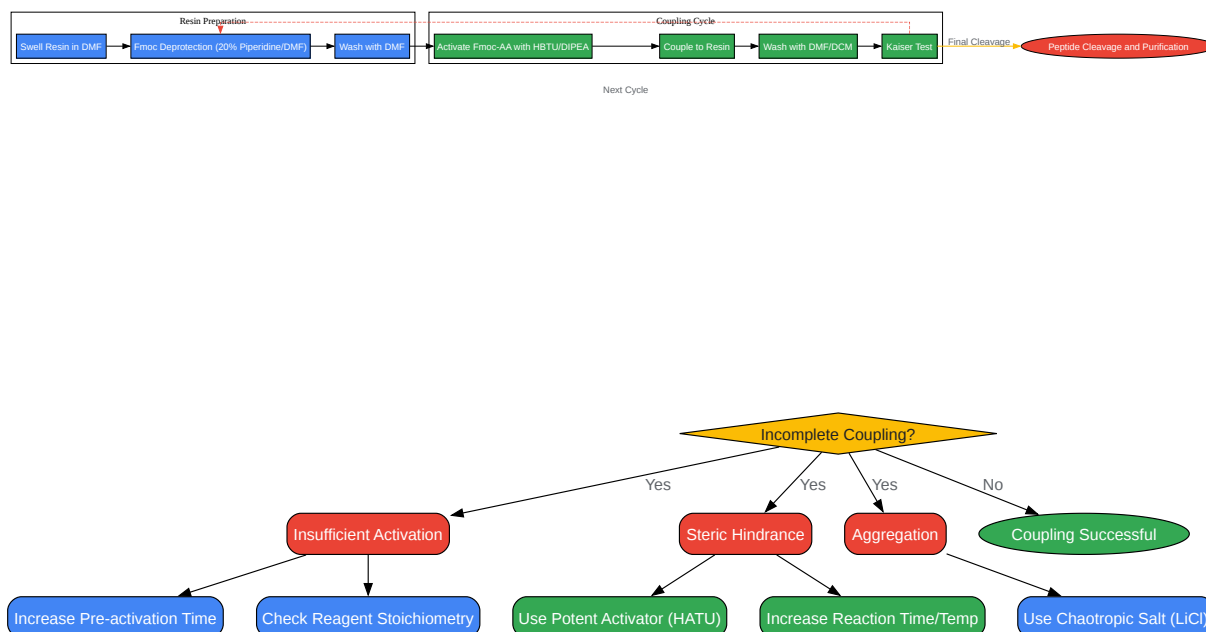 Resin Preparation
Coupling Cycle
Swell Resin in DMF
Fmoc Deprotection (20% Piperidine/DMF)
Wash with DMF
Activate Fmoc-AA with HBTU/DIPEA
Couple to Resin
Wash with DMF/DCM
Kaiser Test
Final Cleavage
Peptide Cleavage and Purification
Next Cycle
Incomplete Coupling?
Yes
Yes
Yes
No
Insufficient Activation
Steric Hindrance
Aggregation
Coupling Successful
Increase Pre-activation Time
Check Reagent Stoichiometry
Use Potent Activator (HATU)
Increase Reaction Time/Temp
Use Chaotropic Salt (LiCl)